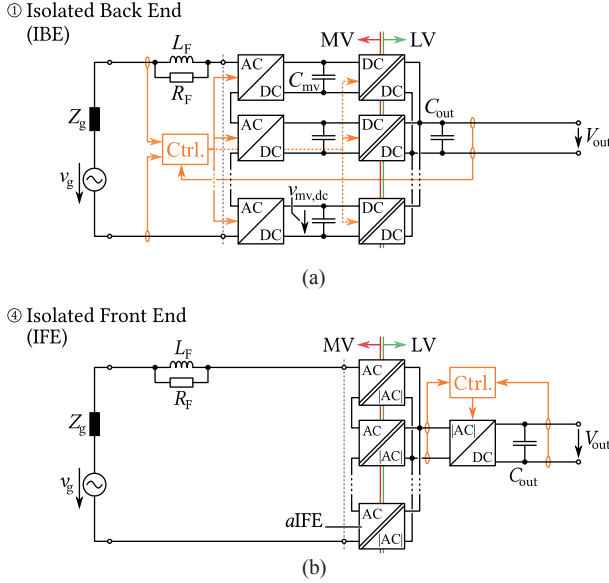 ① Isolated Back End
(IBE)
MV LV
L_F
R_F
AC
DC
C_mv
DC
DC
Z_g
C_out
Ctrl.
AC
DC
DC
DC
V_out
v_g
v_mv,dc
AC
DC
DC
DC
(a)
④ Isolated Front End
(IFE)
MV LV
L_F
R_F
AC
|AC|
Ctrl.
Z_g
AC
|AC|
|AC|
DC
V_out
C_out
v_g
aIFE
AC
|AC|
(b)